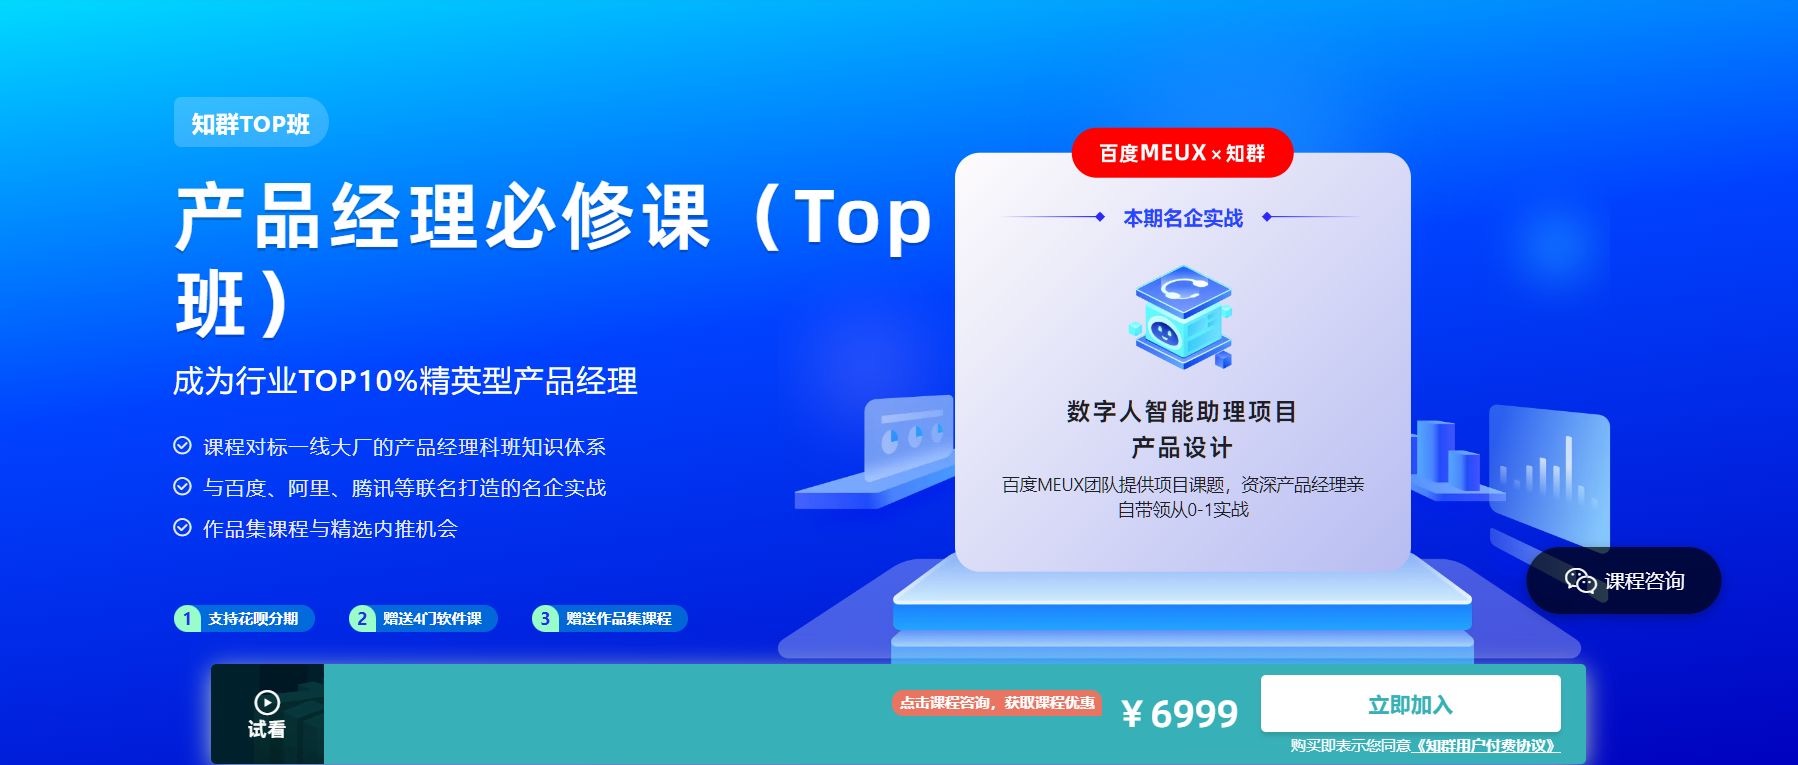 知群TOP班
产品经理必修课（Top
班）
成为行业TOP10%精英型产品经理
课程对标一线大厂的产品经理科班知识体系
与百度、阿里、腾讯等联名打造的名企实战
作品集课程与精选内推机会
1 支持花呗分期
2 赠送4门软件课
3 赠送作品集课程
百度MEUX×知群
本期名企实战
数字人智能助理项目
产品设计
百度MEUX团队提供项目课题，资深产品经理亲
自带领从0-1实战
课程咨询
试看
点击课程咨询，获取课程优惠
￥6999
立即加入
购买即表示您同意《知群用户付费协议》